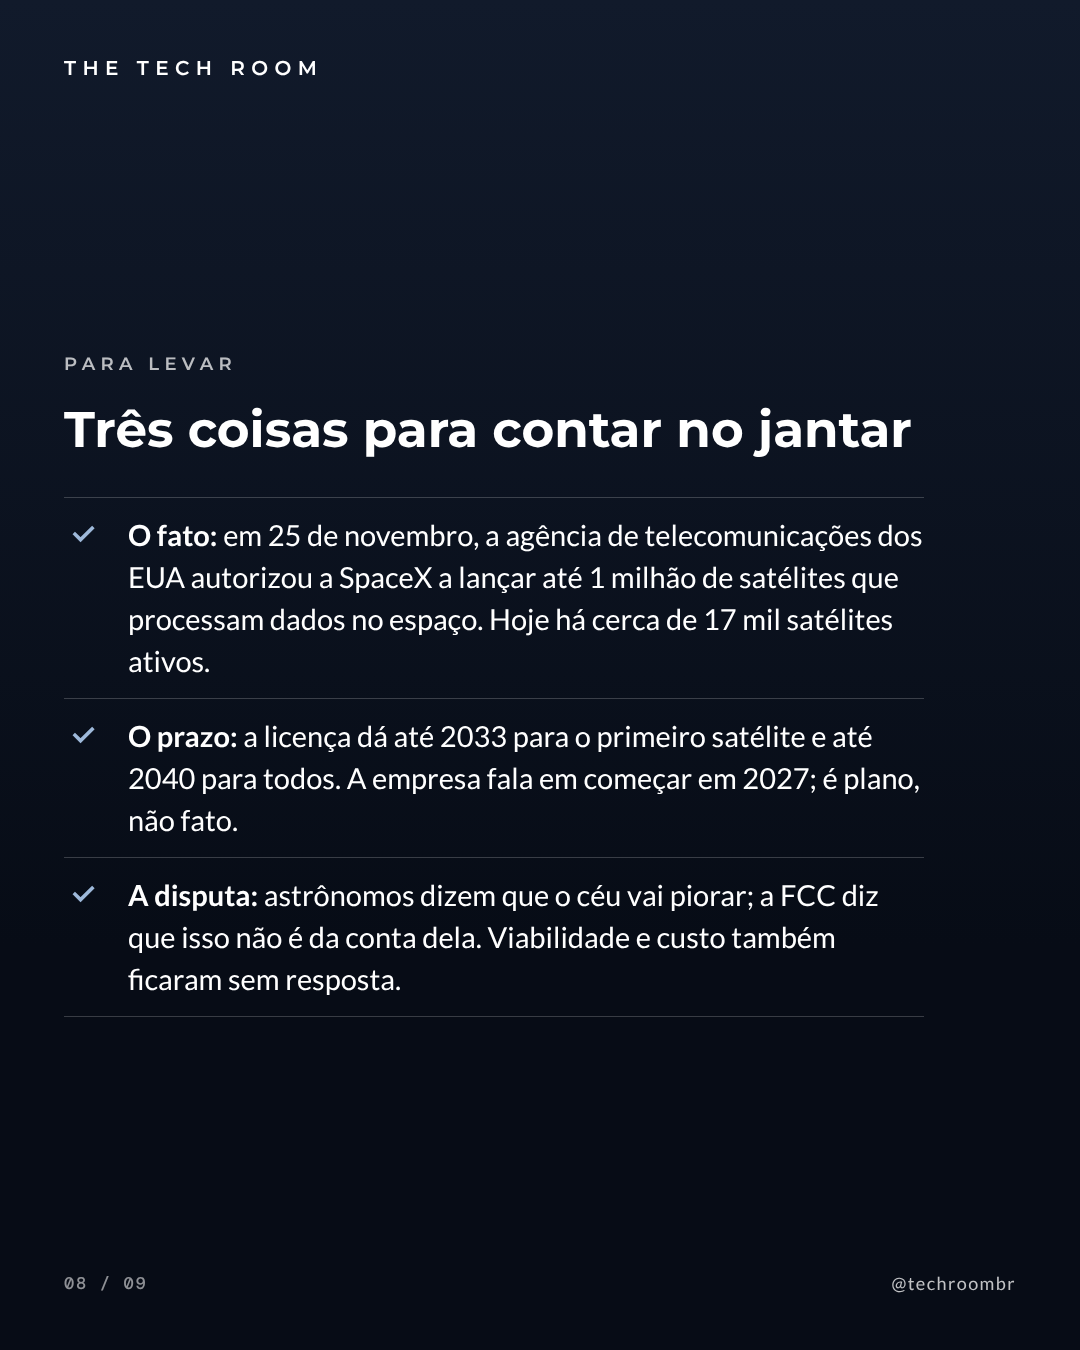 THE TECH ROOM
PARA LEVAR
Três coisas para contar no jantar
O fato: em 25 de novembro, a agência de telecomunicações dos
EUA autorizou a SpaceX a lançar até 1 milhão de satélites que
processam dados no espaço. Hoje há cerca de 17 mil satélites
ativos.
O prazo: a licença dá até 2033 para o primeiro satélite e até
2040 para todos. A empresa fala em começar em 2027; é plano,
não fato.
A disputa: astrônomos dizem que o céu vai piorar; a FCC diz
que isso não é da conta dela. Viabilidade e custo também
ficaram sem resposta.
08 / 09
@techroombr